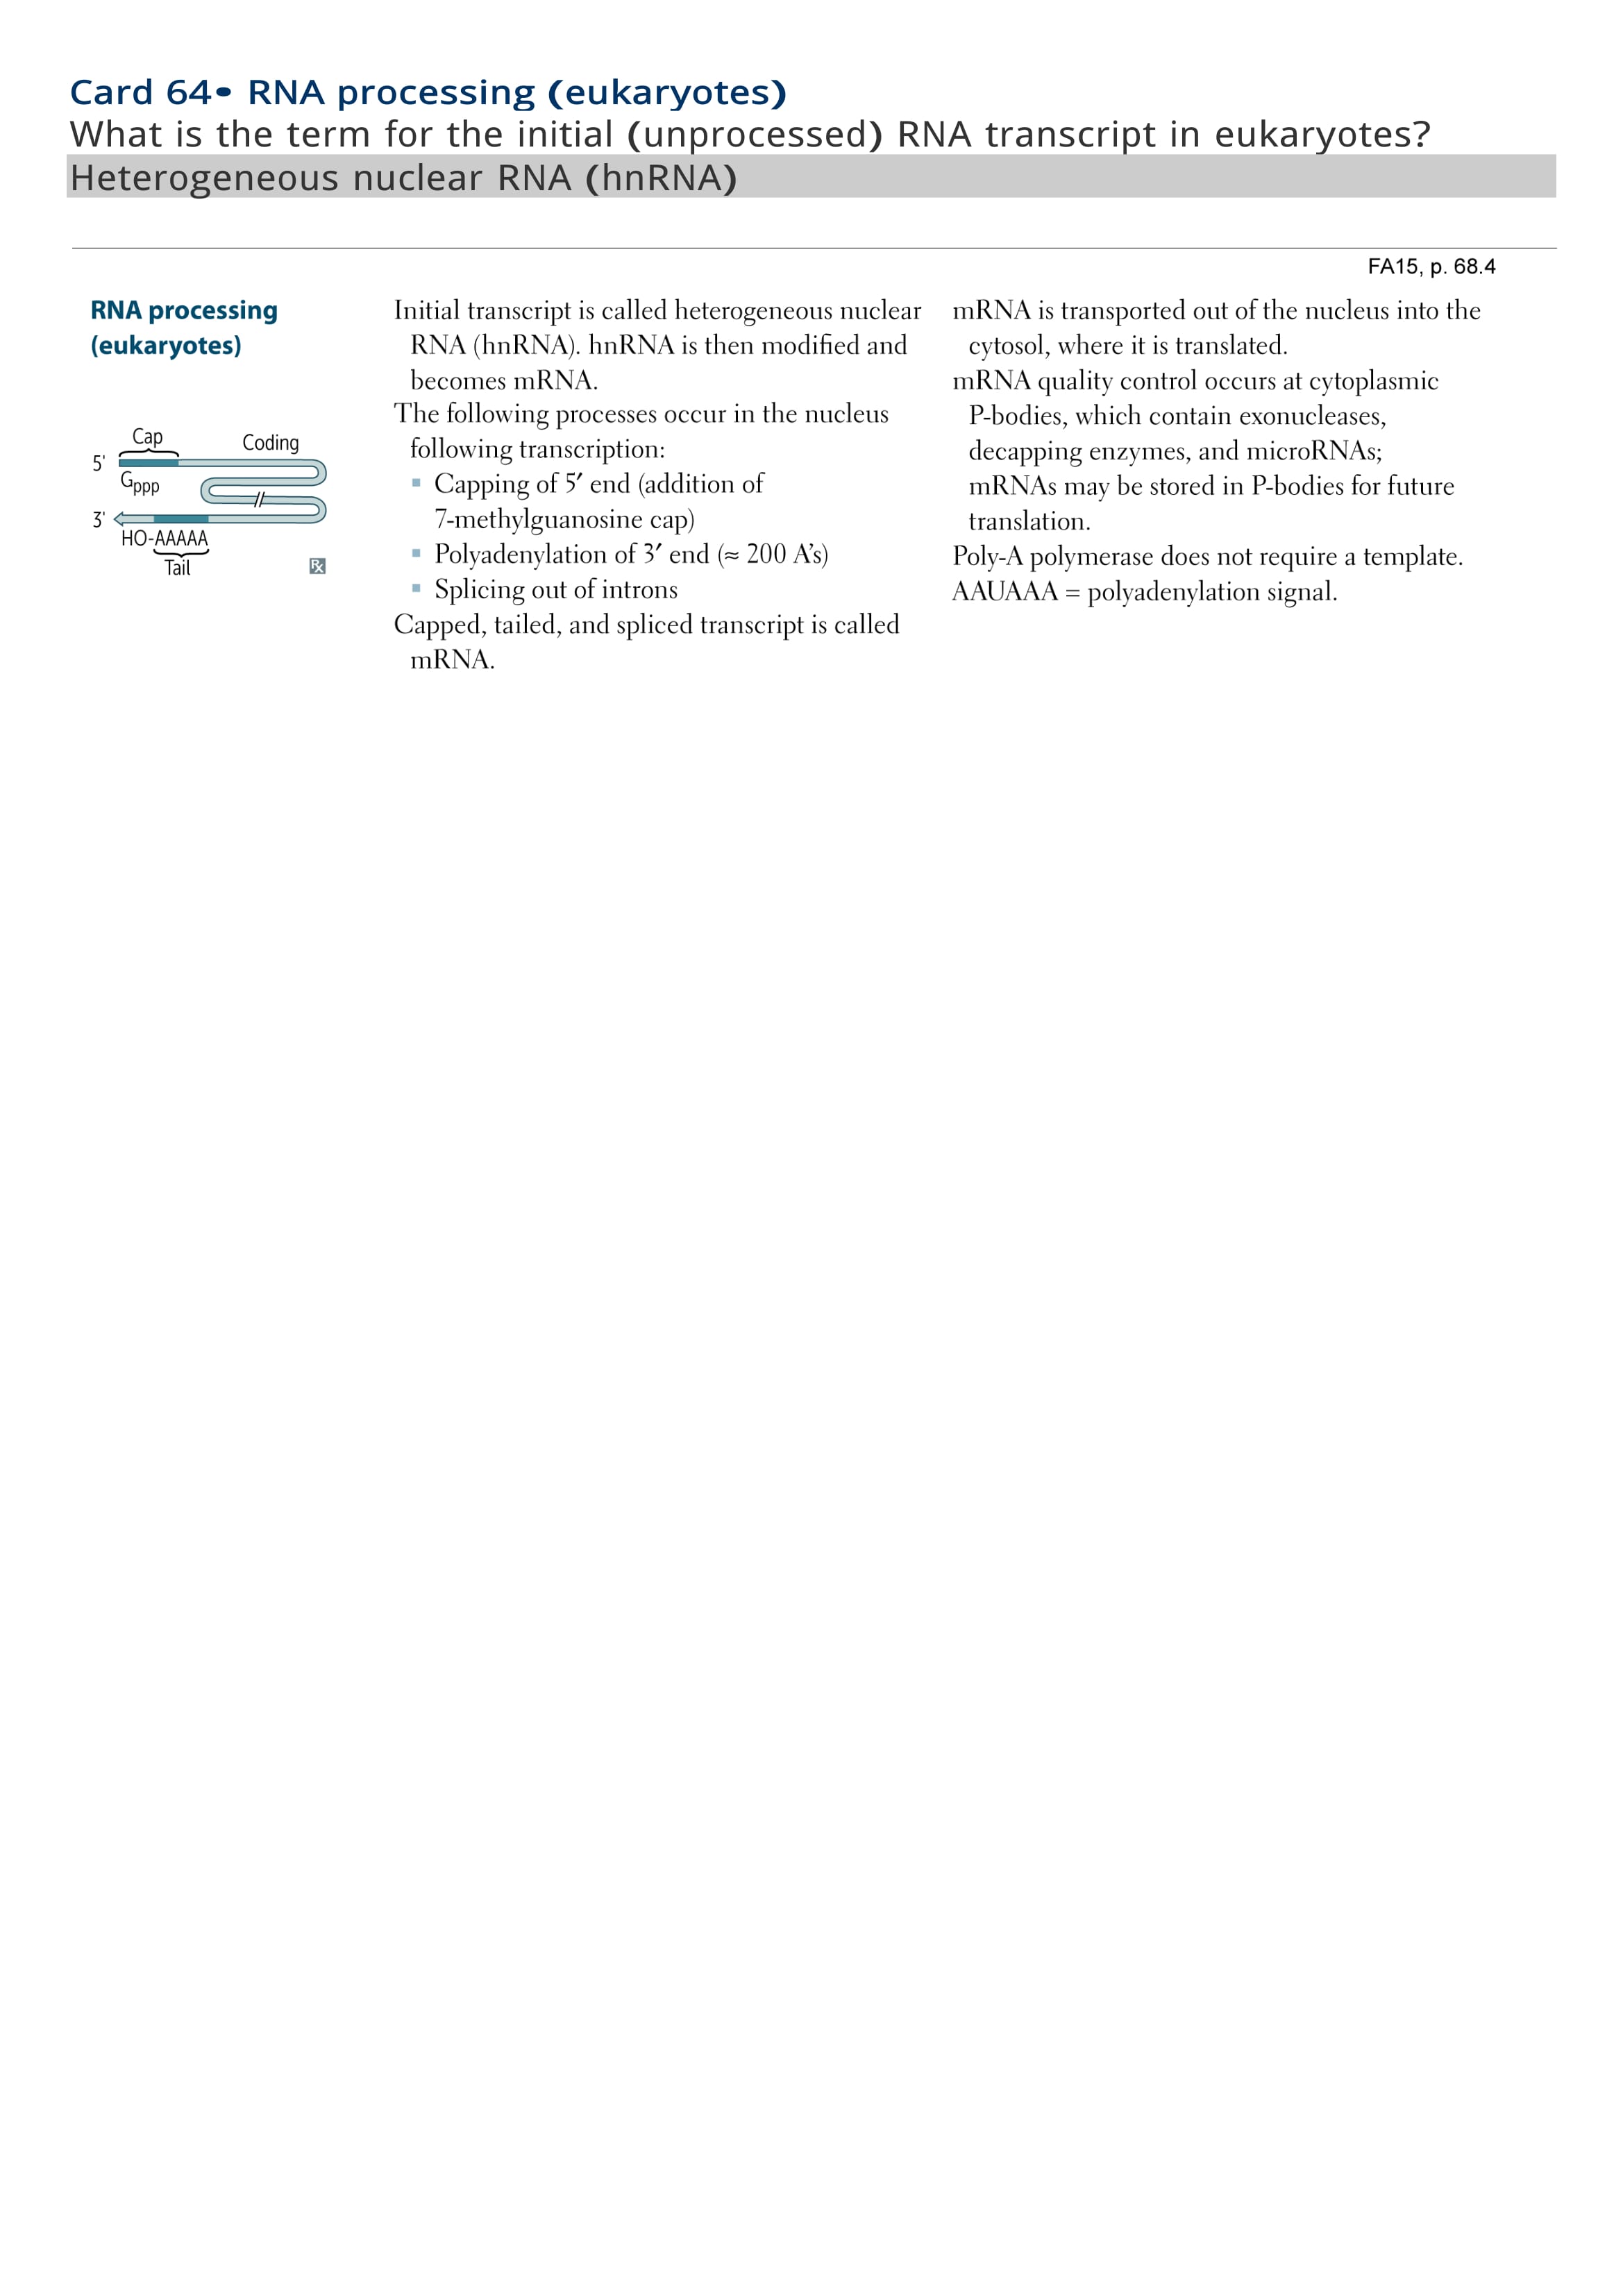 Card 64• RNA processing (eukaryotes)
What is the term for the initial (unprocessed) RNA transcript in eukaryotes?
Heterogeneous nuclear RNA (hnRNA)
FA15, p. 68.4
RNA processing
(eukaryotes)
Cap
Coding
5'
Gppp
3'
HO-AAAAA
Tail
Rx
Initial transcript is called heterogeneous nuclear
RNA (hnRNA). hnRNA is then modified and
becomes mRNA.
The following processes occur in the nucleus
following transcription:
▪ Capping of 5′ end (addition of
7-methylguanosine cap)
▪ Polyadenylation of 3′ end (≈ 200 A’s)
▪ Splicing out of introns
Capped, tailed, and spliced transcript is called
mRNA.
mRNA is transported out of the nucleus into the
cytosol, where it is translated.
mRNA quality control occurs at cytoplasmic
P-bodies, which contain exonucleases,
decapping enzymes, and microRNAs;
mRNAs may be stored in P-bodies for future
translation.
Poly-A polymerase does not require a template.
AAUAAA = polyadenylation signal.